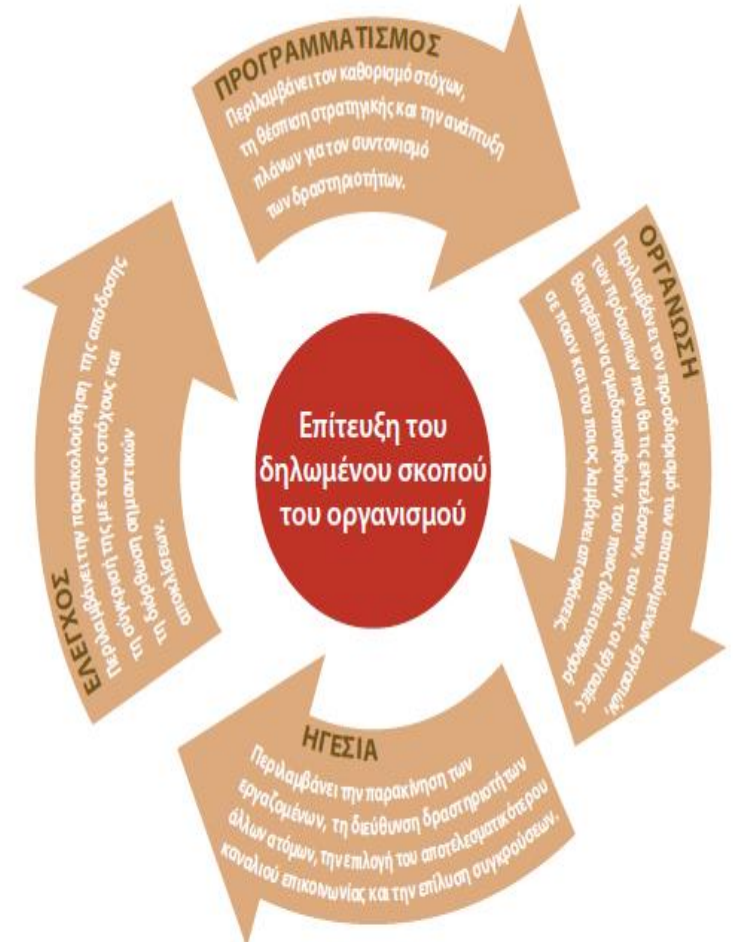 ΠΡΟΓΡΑΜΜΑΤΙΣΜΟΣ
Περιλαμβάνει τον καθορισμό στόχων,
τη θέσπιση στρατηγικής και την ανάπτυξη
πλάνων για τον συντονισμό
των δραστηριοτήτων.
ΟΡΓΑΝΩΣΗ
Περιλαμβάνει τον προσδιορισμό των απαιτούμενων εργασιών,
των προσώπων που θα τις εκτελέσουν, του πώς οι εργασίες
θα πρέπει να ομαδοποιηθούν, του ποιος δίνει αναφορά
σε ποιον και του ποιος λαμβάνει αποφάσεις.
ΗΓΕΣΙΑ
Περιλαμβάνει την παρακίνηση των
εργαζομένων, τη διεύθυνση δραστηριοτήτων
άλλων ατόμων, την επιλογή του αποτελεσματικότερου
καναλιού επικοινωνίας και την επίλυση συγκρούσεων.
ΕΛΕΓΧΟΣ
Περιλαμβάνει την παρακολούθηση της απόδοσης,
τη σύγκρισή της με τους στόχους και
τη διόρθωση σημαντικών
αποκλίσεων.
Επίτευξη του
δηλωμένου σκοπού
του οργανισμού